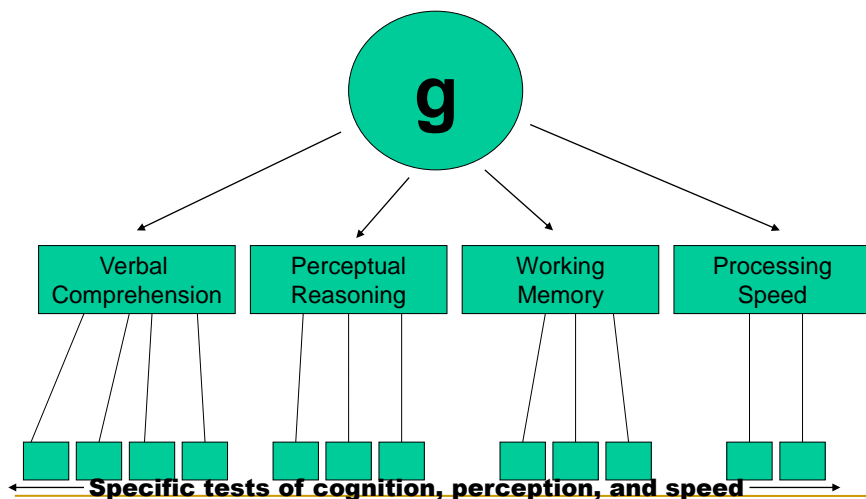 g
Verbal
Comprehension
Perceptual
Reasoning
Working
Memory
Processing
Speed
Specific tests of cognition, perception, and speed